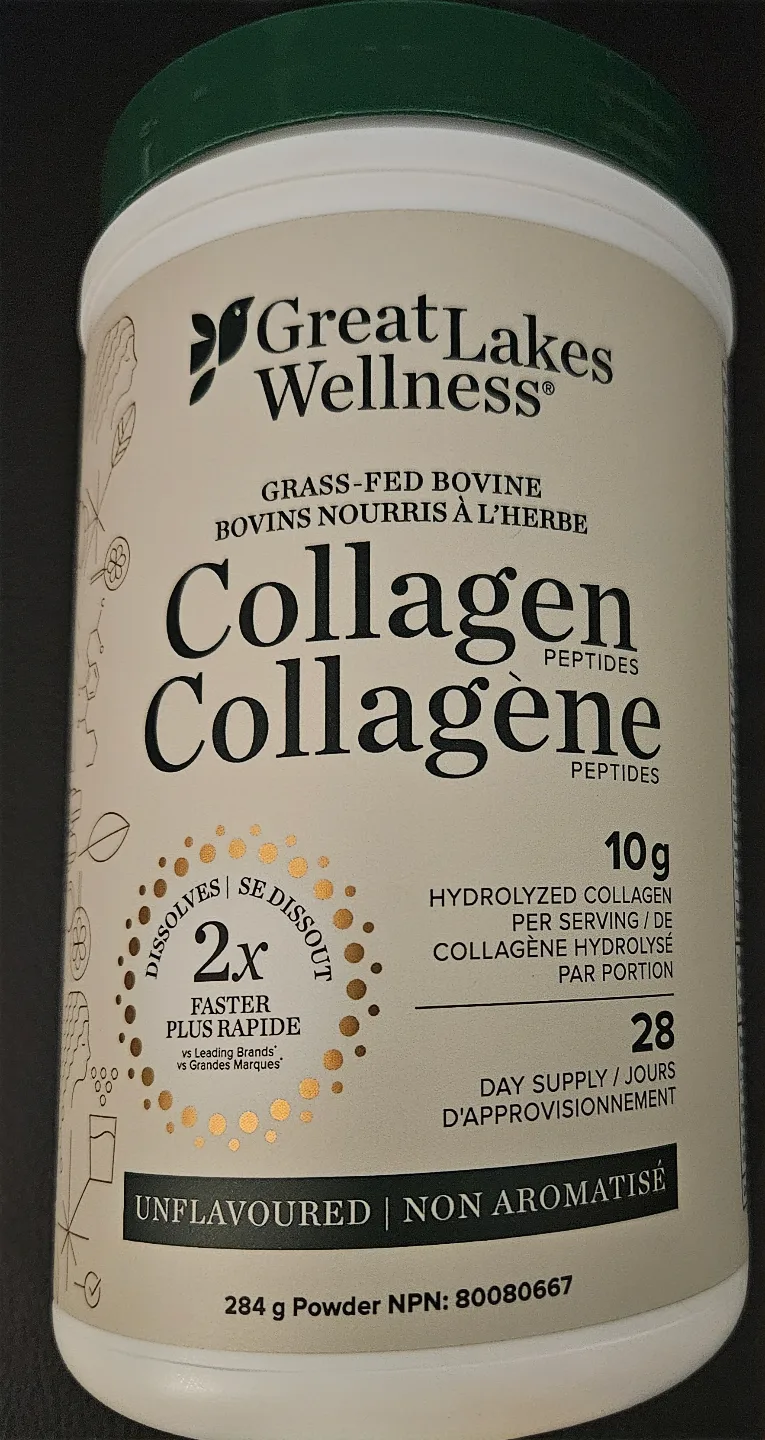 Great Lakes
Wellness®
GRASS-FED BOVINE
BOVINS NOURRIS À L'HERBE
Collagen
PEPTIDES
Collagène
PEPTIDES
DISSOLVES | SE DISSOUT
2x
FASTER
PLUS RAPIDE
vs Leading Brands*
vs Grandes Marques*
10g
HYDROLYZED COLLAGEN
PER SERVING / DE
COLLAGÈNE HYDROLYSÉ
PAR PORTION
28
DAY SUPPLY / JOURS
D'APPROVISIONNEMENT
UNFLAVOURED | NON AROMATISÉ
284 g Powder NPN: 80080667